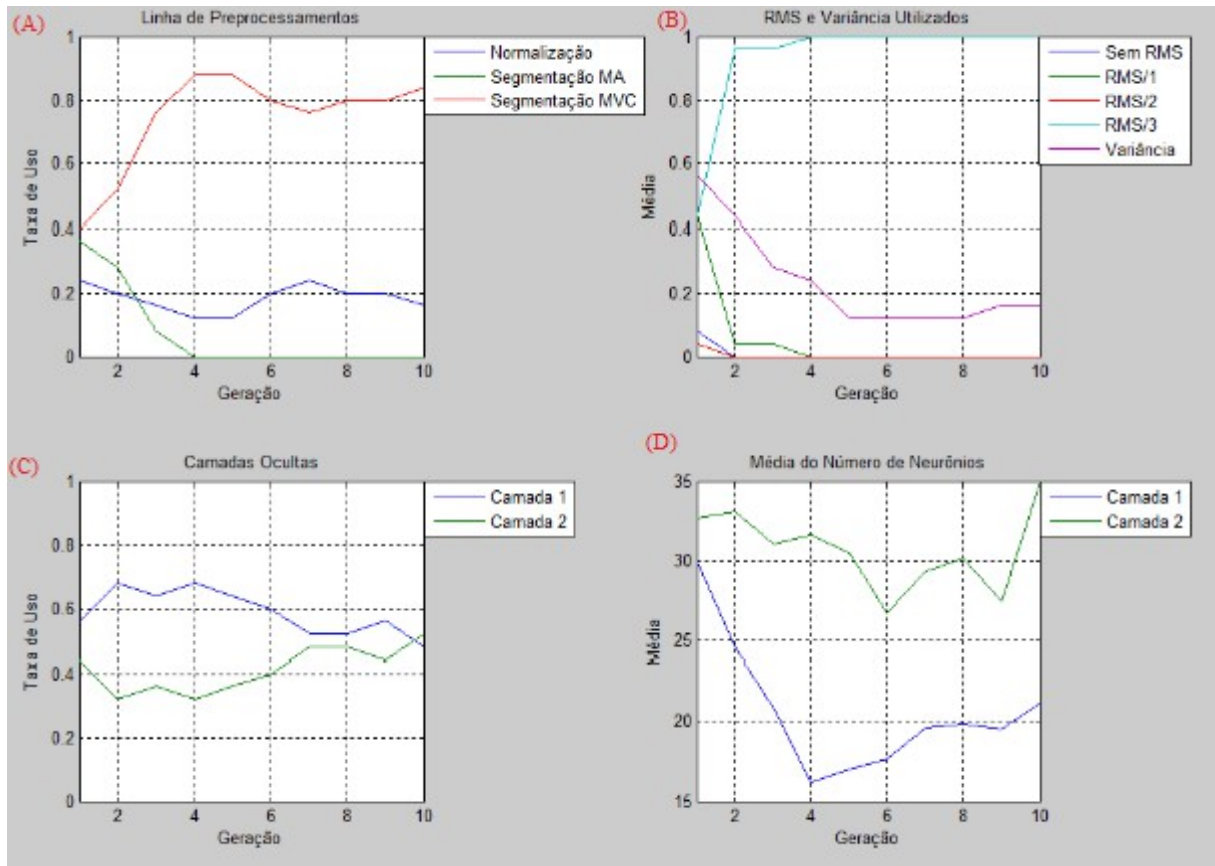 (A)
Linha de Preprocessamentos
Taxa de Uso
1
0.8
0.6
0.4
0.2
0
2
4
6
8
10
Geração
Normalização
Segmentação MA
Segmentação MVC
(B)
RMS e Variância Utilizados
Média
1
0.8
0.6
0.4
0.2
0
2
4
6
8
10
Geração
Sem RMS
RMS/1
RMS/2
RMS/3
Variância
(C)
Camadas Ocultas
Taxa de Uso
1
0.8
0.6
0.4
0.2
0
2
4
6
8
10
Geração
Camada 1
Camada 2
(D)
Média do Número de Neurônios
Média
35
30
25
20
15
2
4
6
8
10
Geração
Camada 1
Camada 2